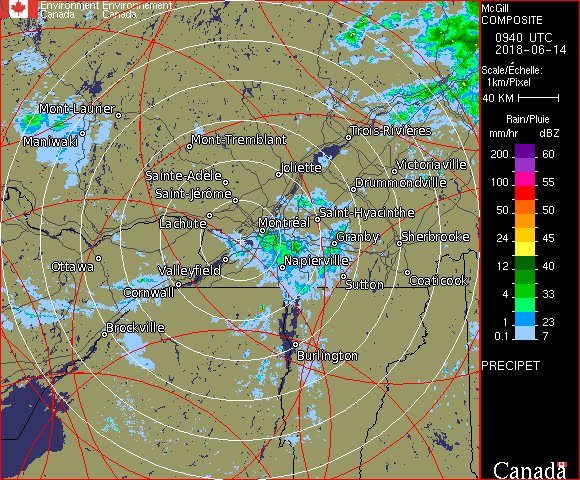 Environment Environnement
Canada Canada
Mont-Laurier
Maniwaki
Mont-Tremblant
Trois-Rivières
Joliette
Victoriaville
Sainte-Adèle
Drummondville
Saint-Jérôme
Lachute
Saint-Hyacinthe
Montréal
Granby
Sherbrooke
Ottawa
Valleyfield
Napierville
Cornwall
Sutton
Coaticook
Brockville
Burlington
McGill
COMPOSITE
0940 UTC
2018-06-14
Scale/Échelle:
1km/Pixel
40 KM
Rain/Pluie
mm/hr dBZ
200 60
100 55
50 50
24 45
12 40
4 33
1 23
0.1 7
PRECIPET
Canada